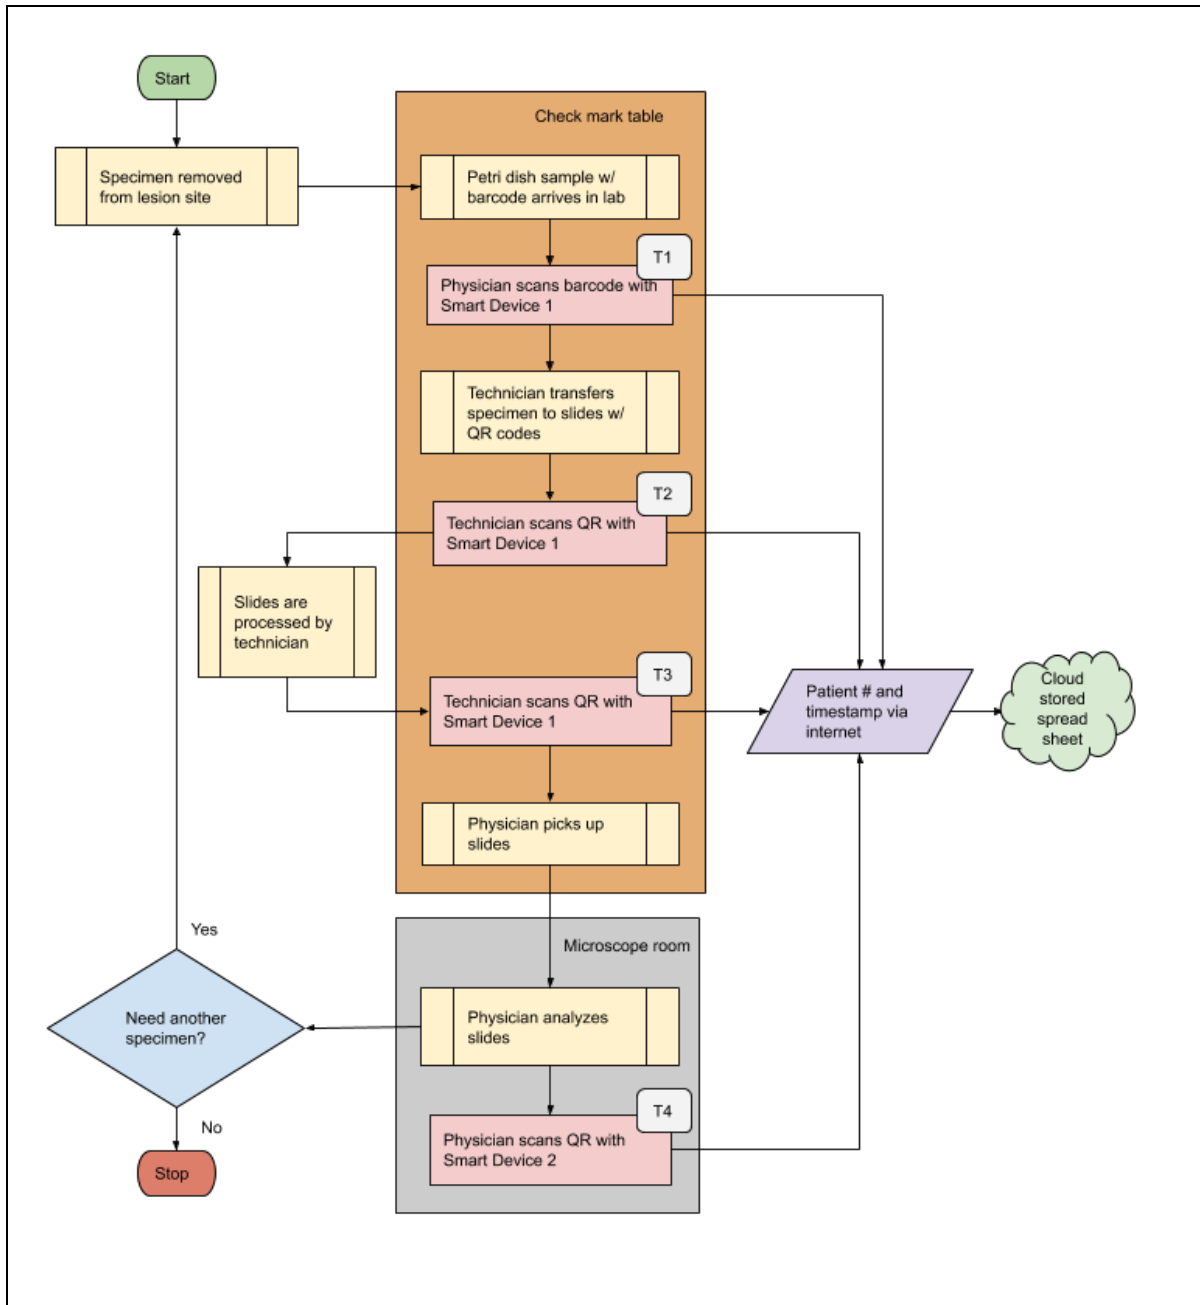 Start
Check mark table
Specimen removed
from lesion site
Petri dish sample w/
barcode arrives in lab
T1
Physician scans barcode with
Smart Device 1
Technician transfers
specimen to slides w/
QR codes
T2
Technician scans QR with
Smart Device 1
Slides are
processed by
technician
T3
Technician scans QR with
Smart Device 1
Patient # and
timestamp via
internet
Cloud
stored
spread
sheet
Physician picks up
slides
Yes
Microscope room
Need another
specimen?
Physician analyzes
slides
T4
No
Physician scans QR with
Smart Device 2
Stop